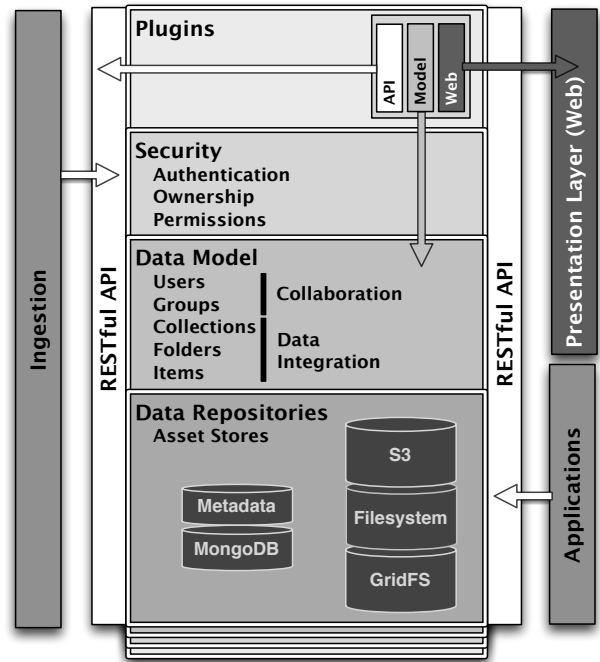 Plugins
API
Model
Web
Security
Authentication
Ownership
Permissions
Data Model
Users
Groups
Collections
Folders
Items
Collaboration
Data
Integration
Data Repositories
Asset Stores
Metadata
MongoDB
S3
Filesystem
GridFS
Ingestion
RESTful API
RESTful API
Presentation Layer (Web)
Applications